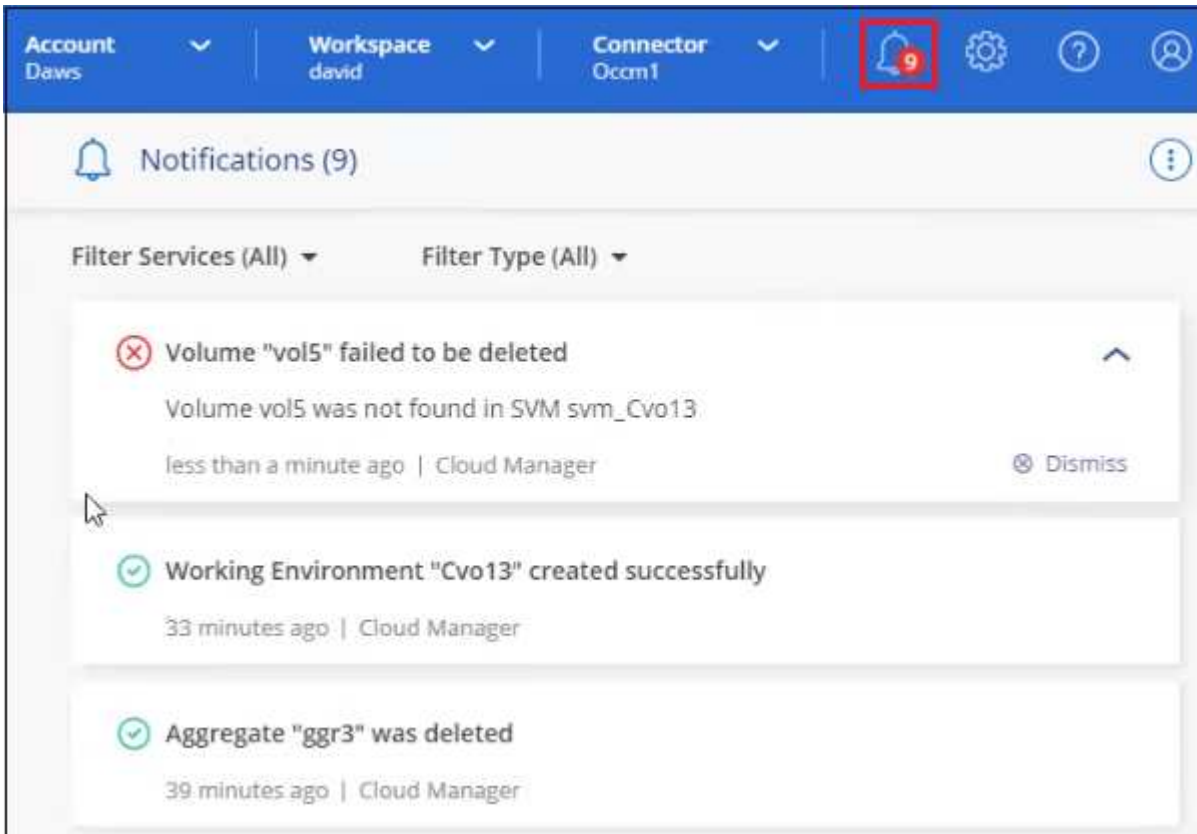 Account
Daws
Workspace
david
Connector
Occm1
9
Notifications (9)
Filter Services (All) Filter Type (All)
Volume "vol5" failed to be deleted
Volume vol5 was not found in SVM svm_Cvo13
less than a minute ago | Cloud Manager
Dismiss
Working Environment "Cvo13" created successfully
33 minutes ago | Cloud Manager
Aggregate "ggr3" was deleted
39 minutes ago | Cloud Manager